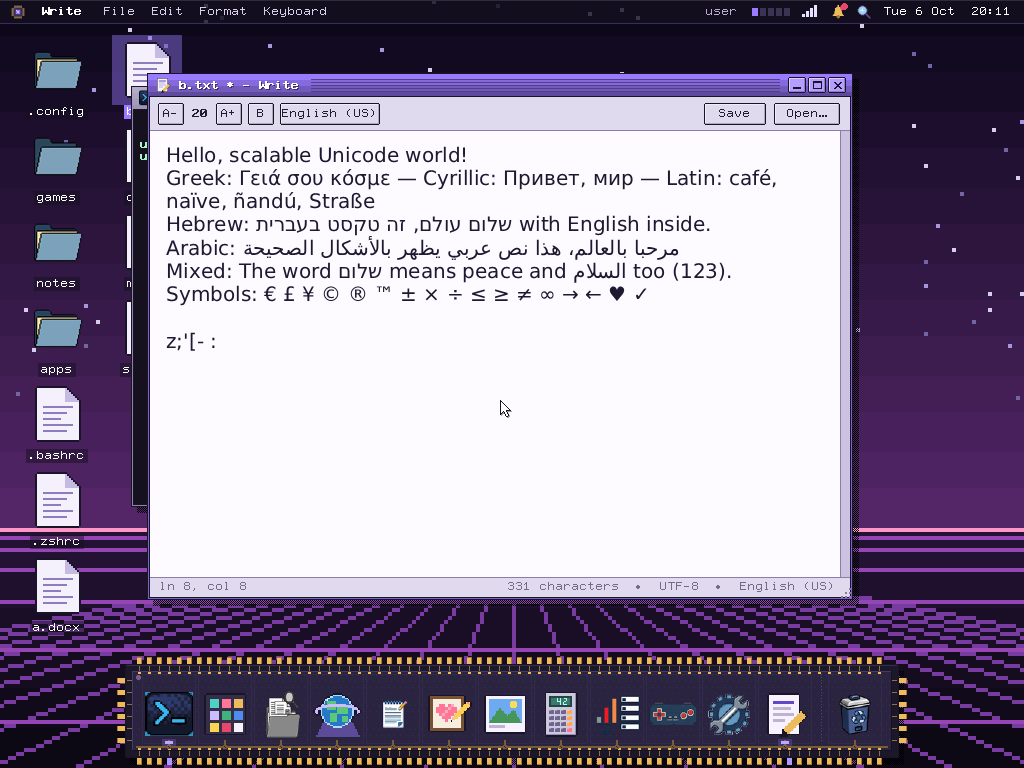 Write File Edit Format Keyboard
user Tue 6 Oct 20:11
.config
games
notes
apps
.bashrc
.zshrc
a.docx
b.txt * - Write
A- 20 A+ B English (US) Save Open…
Hello, scalable Unicode world!
Greek: Γειά σου κόσμε — Cyrillic: Привет, мир — Latin: café,
naïve, ñandú, Straße
Hebrew: שלום עולם, זה טקסט בעברית with English inside.
Arabic: مرحبا بالعالم، هذا نص عربي يظهر بالأشكال الصحيحة
Mixed: The word שלום means peace and السلام too (123).
Symbols: € £ ¥ © ® ™ ± × ÷ ≤ ≥ ≠ ∞ → ← ♥ ✓
z;'[- :
ln 8, col 8 331 characters • UTF-8 • English (US)
42